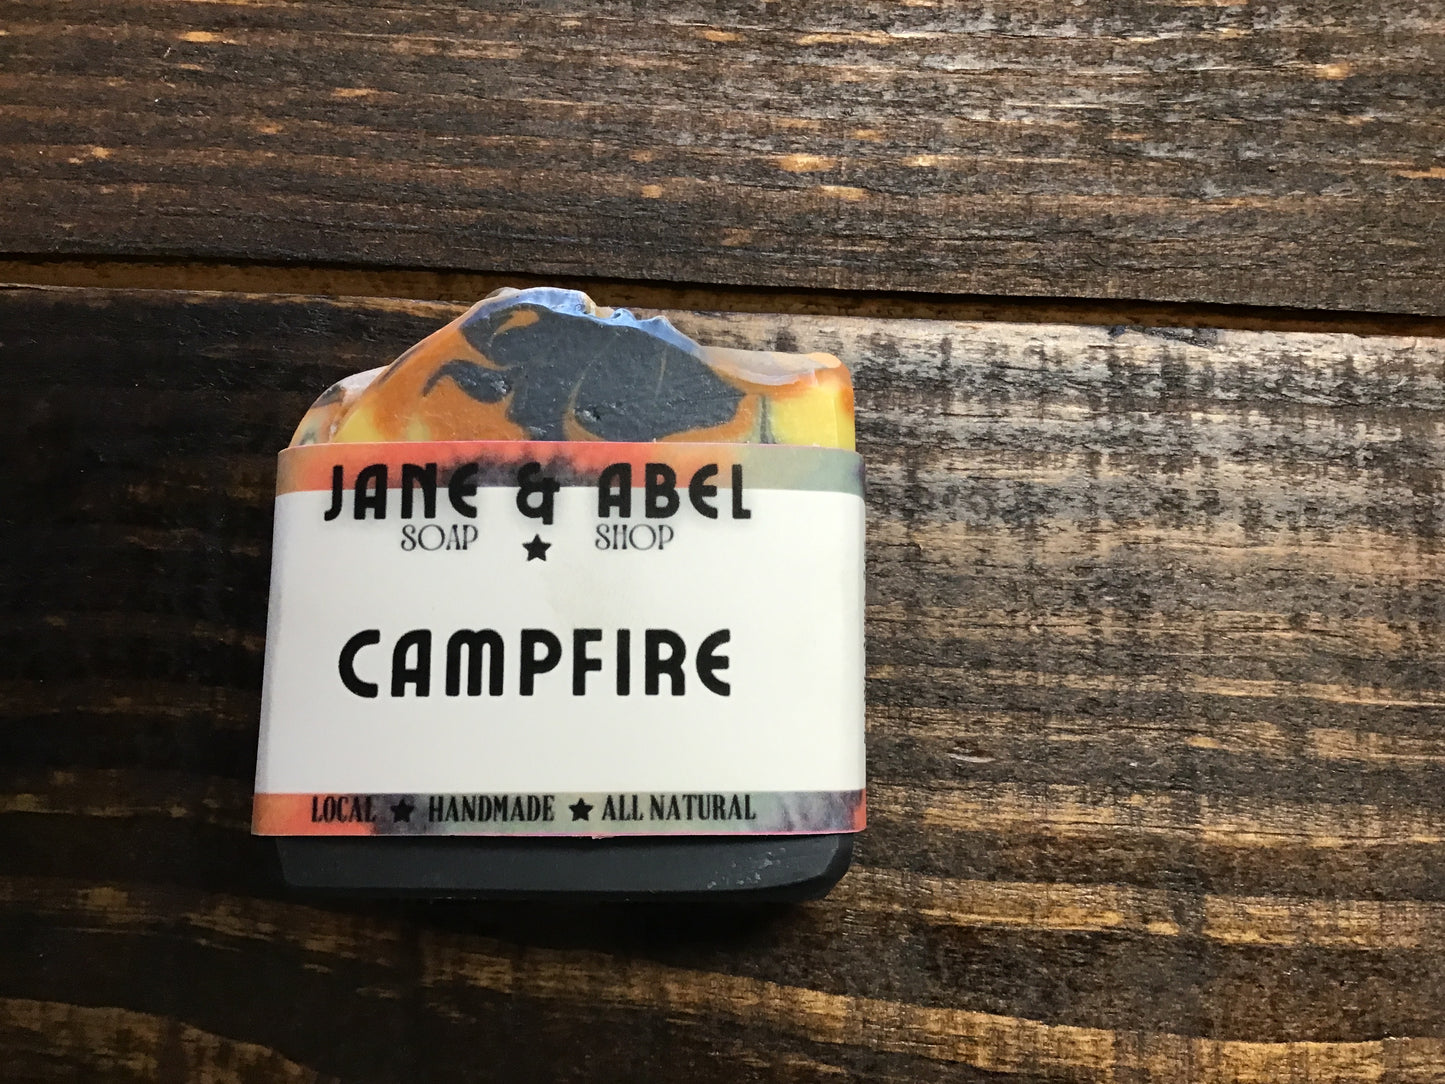 JANE & ABEL
SOAP ★ SHOP
CAMPFIRE
LOCAL ★ HANDMADE ★ ALL NATURAL